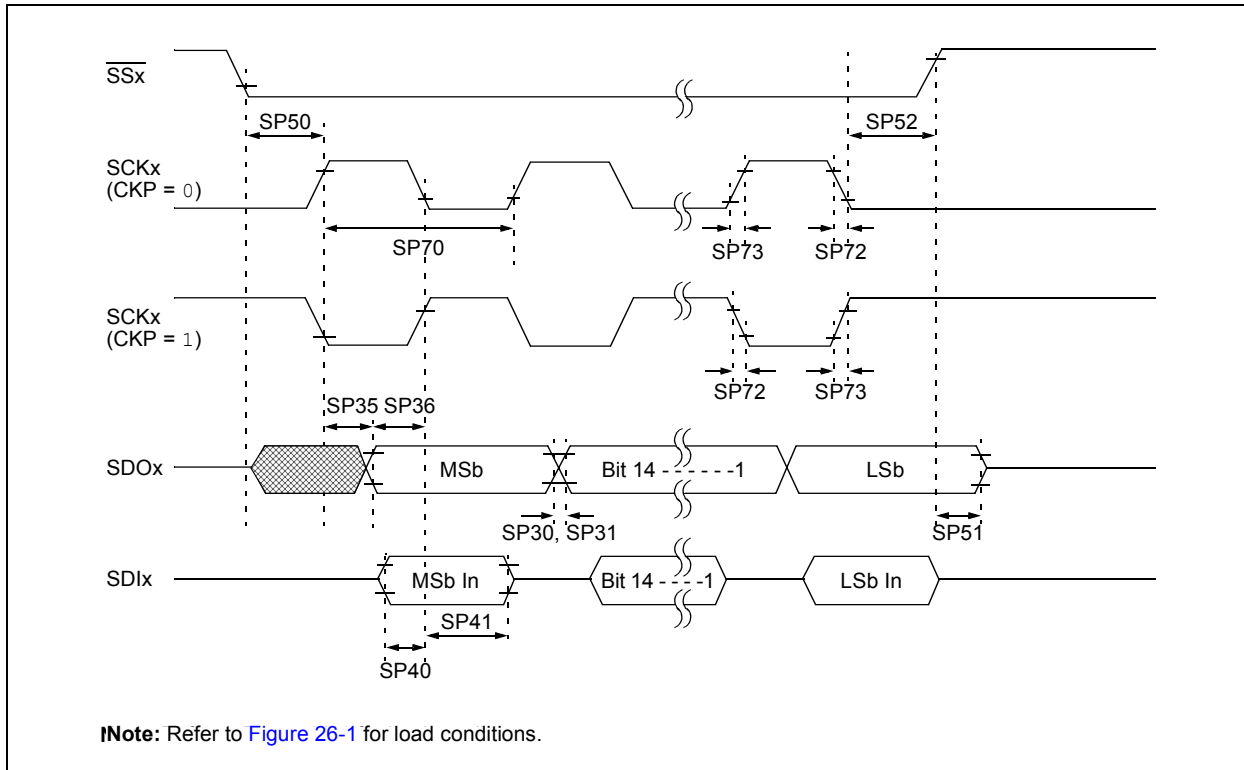 SSx
SP50
SP52
SCKx
(CKP = 0)
SP70
SP73
SP72
SCKx
(CKP = 1)
SP72
SP73
SP35
SP36
SDOx
MSb
Bit 14 - - - - - -1
LSb
SP30, SP31
SP51
SDIx
MSb In
Bit 14 - - - -1
LSb In
SP41
SP40
Note: Refer to Figure 26-1 for load conditions.